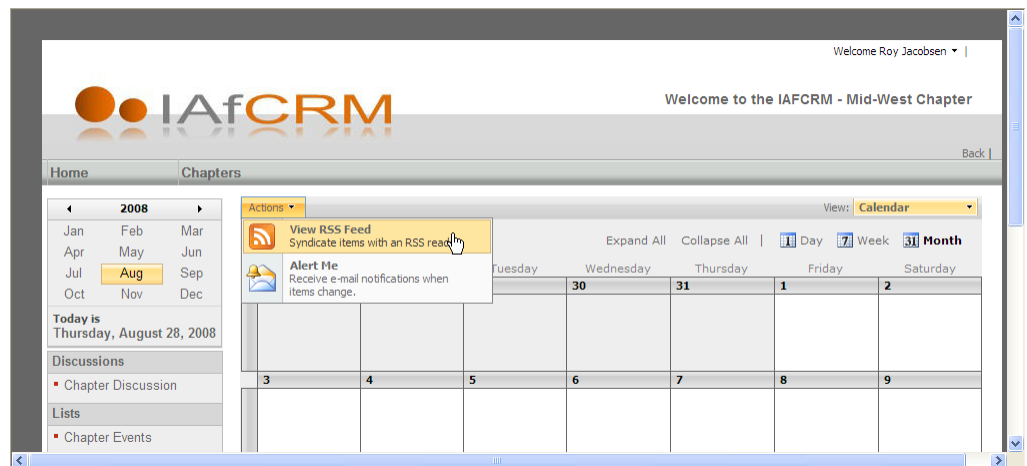 Welcome Roy Jacobsen
IAfCRM
Welcome to the IAFCRM - Mid-West Chapter
Back
Home Chapters
2008
Jan Feb Mar
Apr May Jun
Jul Aug Sep
Oct Nov Dec
Today is
Thursday, August 28, 2008
Discussions
Chapter Discussion
Lists
Chapter Events
Actions View: Calendar
View RSS Feed
Syndicate items with an RSS
Alert Me
Receive e-mail notifications when
items change.
Expand All Collapse All | 1 Day 7 Week 31 Month
Wednesday Thursday Friday Saturday
30 31 1 2
3 4 5 6 7 8 9